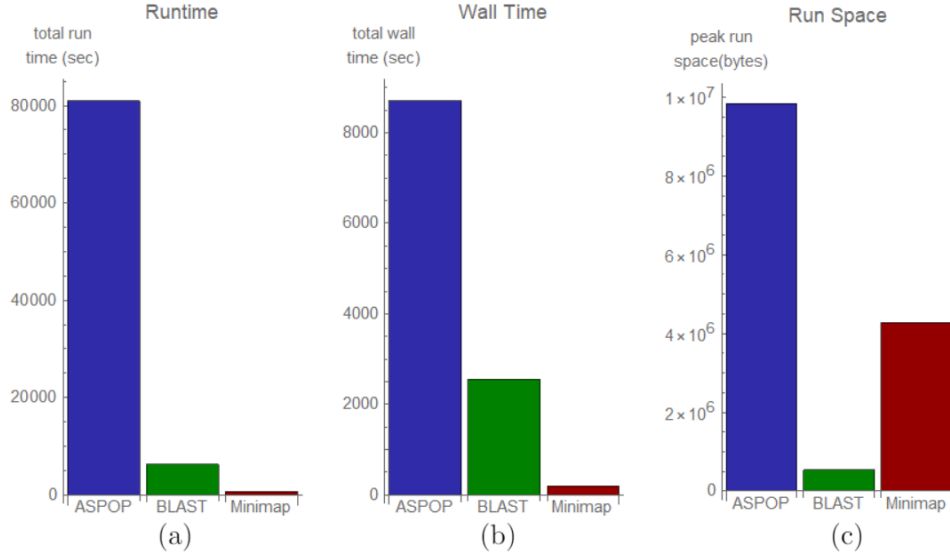 Runtime
total run
time (sec)
80000
60000
40000
20000
0
ASPOP BLAST Minimap
(a)
Wall Time
total wall
time (sec)
8000
6000
4000
2000
0
ASPOP BLAST Minimap
(b)
Run Space
peak run
space(bytes)
1 × 10⁷
8 × 10⁶
6 × 10⁶
4 × 10⁶
2 × 10⁶
0
ASPOP BLAST Minimap
(c)